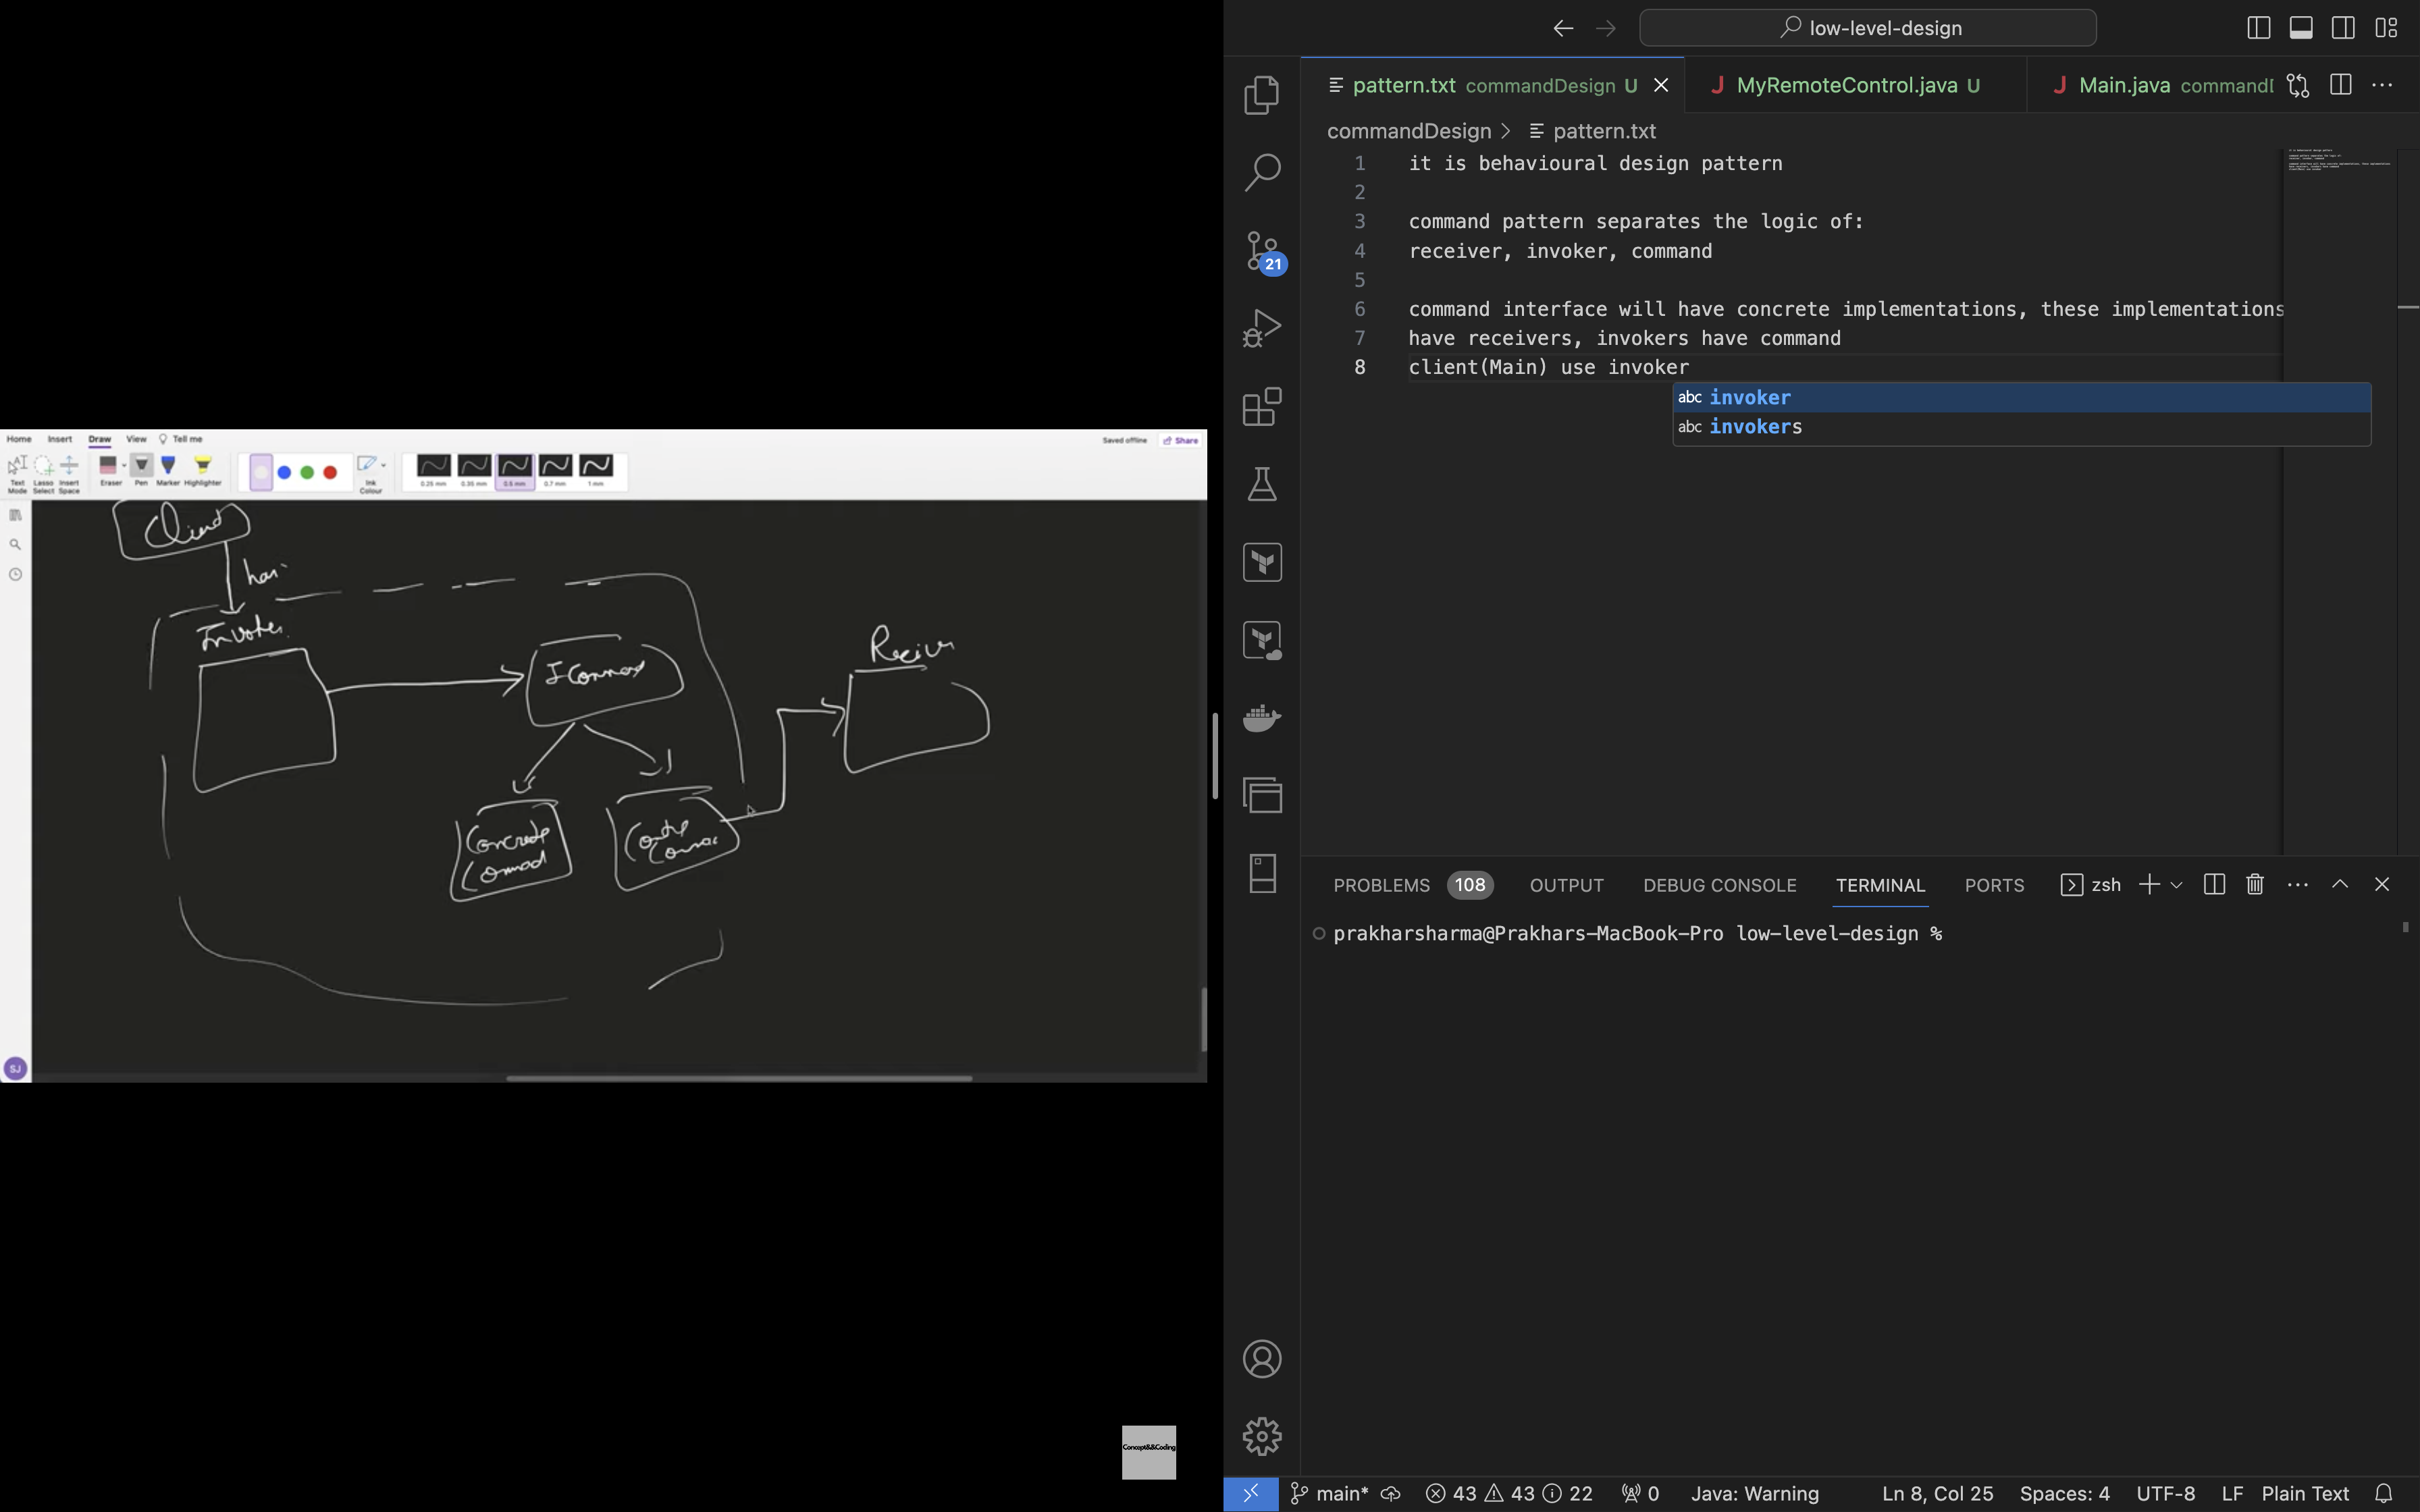 Home Insert Draw View Tell me
Saved offline Share
Text Mode Lasso Select Insert Space Eraser Pen Marker Highlighter Ink Colour 0.25 mm 0.35 mm 0.5 mm 0.7 mm 1 mm
Client
has
Invoker
ICommand
Concrete
Command
SJ
Concept&&Coding
low-level-design
pattern.txt commandDesign U MyRemoteControl.java U Main.java
commandDesign > pattern.txt
1 it is behavioural design pattern
2
3 command pattern separates the logic of:
4 receiver, invoker, command
5
6 command interface will have concrete implementations, these implementations
7 have receivers, invokers have command
8 client(Main) use invoker
abc invoker
abc invokers
21
PROBLEMS 108 OUTPUT DEBUG CONSOLE TERMINAL PORTS zsh
prakharsharma@Prakhars-MacBook-Pro low-level-design %
main* 43 43 22 0 Java: Warning Ln 8, Col 25 Spaces: 4 UTF-8 LF Plain Text